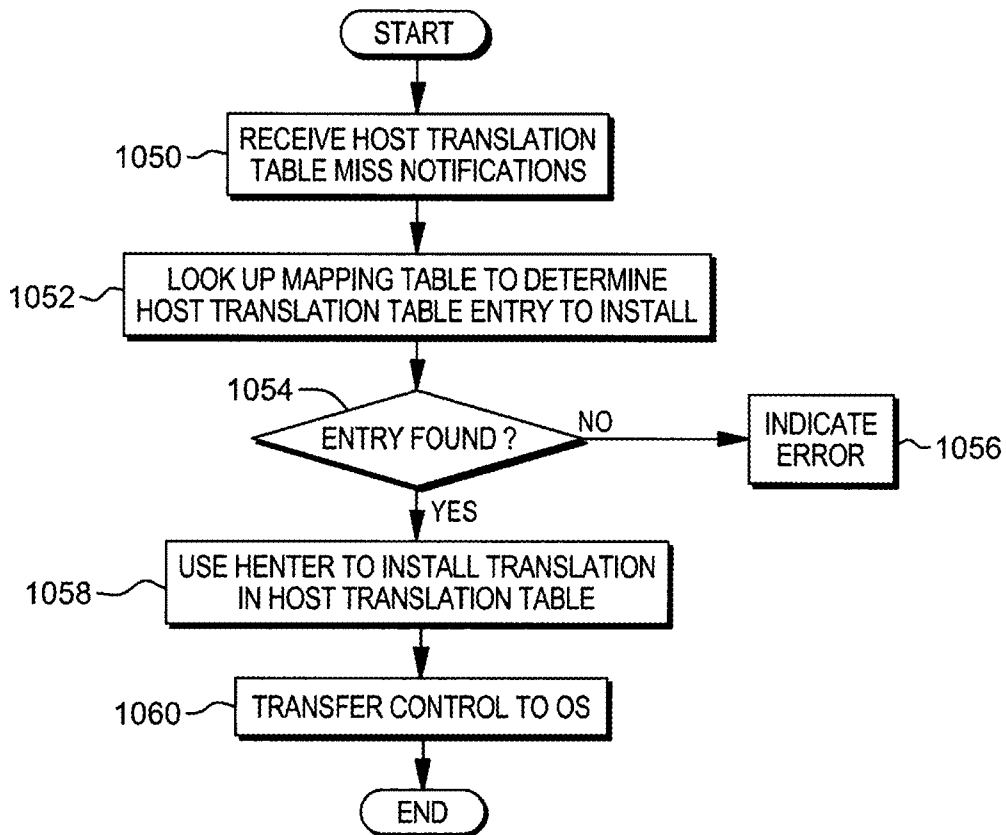 START
1050
RECEIVE HOST TRANSLATION
TABLE MISS NOTIFICATIONS
1052
LOOK UP MAPPING TABLE TO DETERMINE
HOST TRANSLATION TABLE ENTRY TO INSTALL
1054
ENTRY FOUND ?
NO
INDICATE
ERROR
1056
YES
1058
USE HENTER TO INSTALL TRANSLATION
IN HOST TRANSLATION TABLE
1060
TRANSFER CONTROL TO OS
END